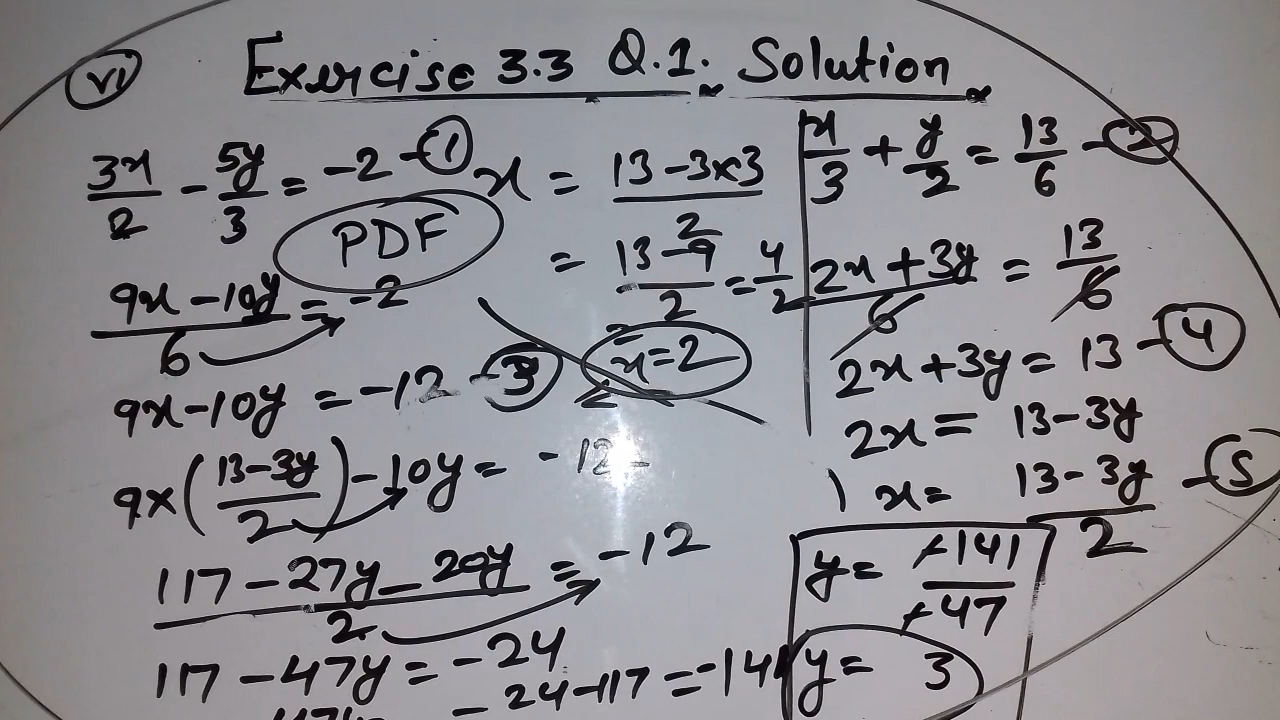 vi Exercise 3.3 Q.1. Solution
3x/2 - 5y/3 = -2 - 1
PDF
9x - 10y/6 = -2
9x - 10y = -12 - 3
9x(13 - 3y/2) - 10y = -12
117 - 27y - 20y/2 = -12
117 - 47y = -24
- 24 - 117 = -141
x = 13 - 3x3/2
= 13 - 9/2 = 4/2
x = 2
x/3 + y/2 = 13/6 - 2
2x + 3y/6 = 13/6
2x + 3y = 13 - 4
2x = 13 - 3y
x = 13 - 3y/2 - 5
y = -141/-47
y = 3